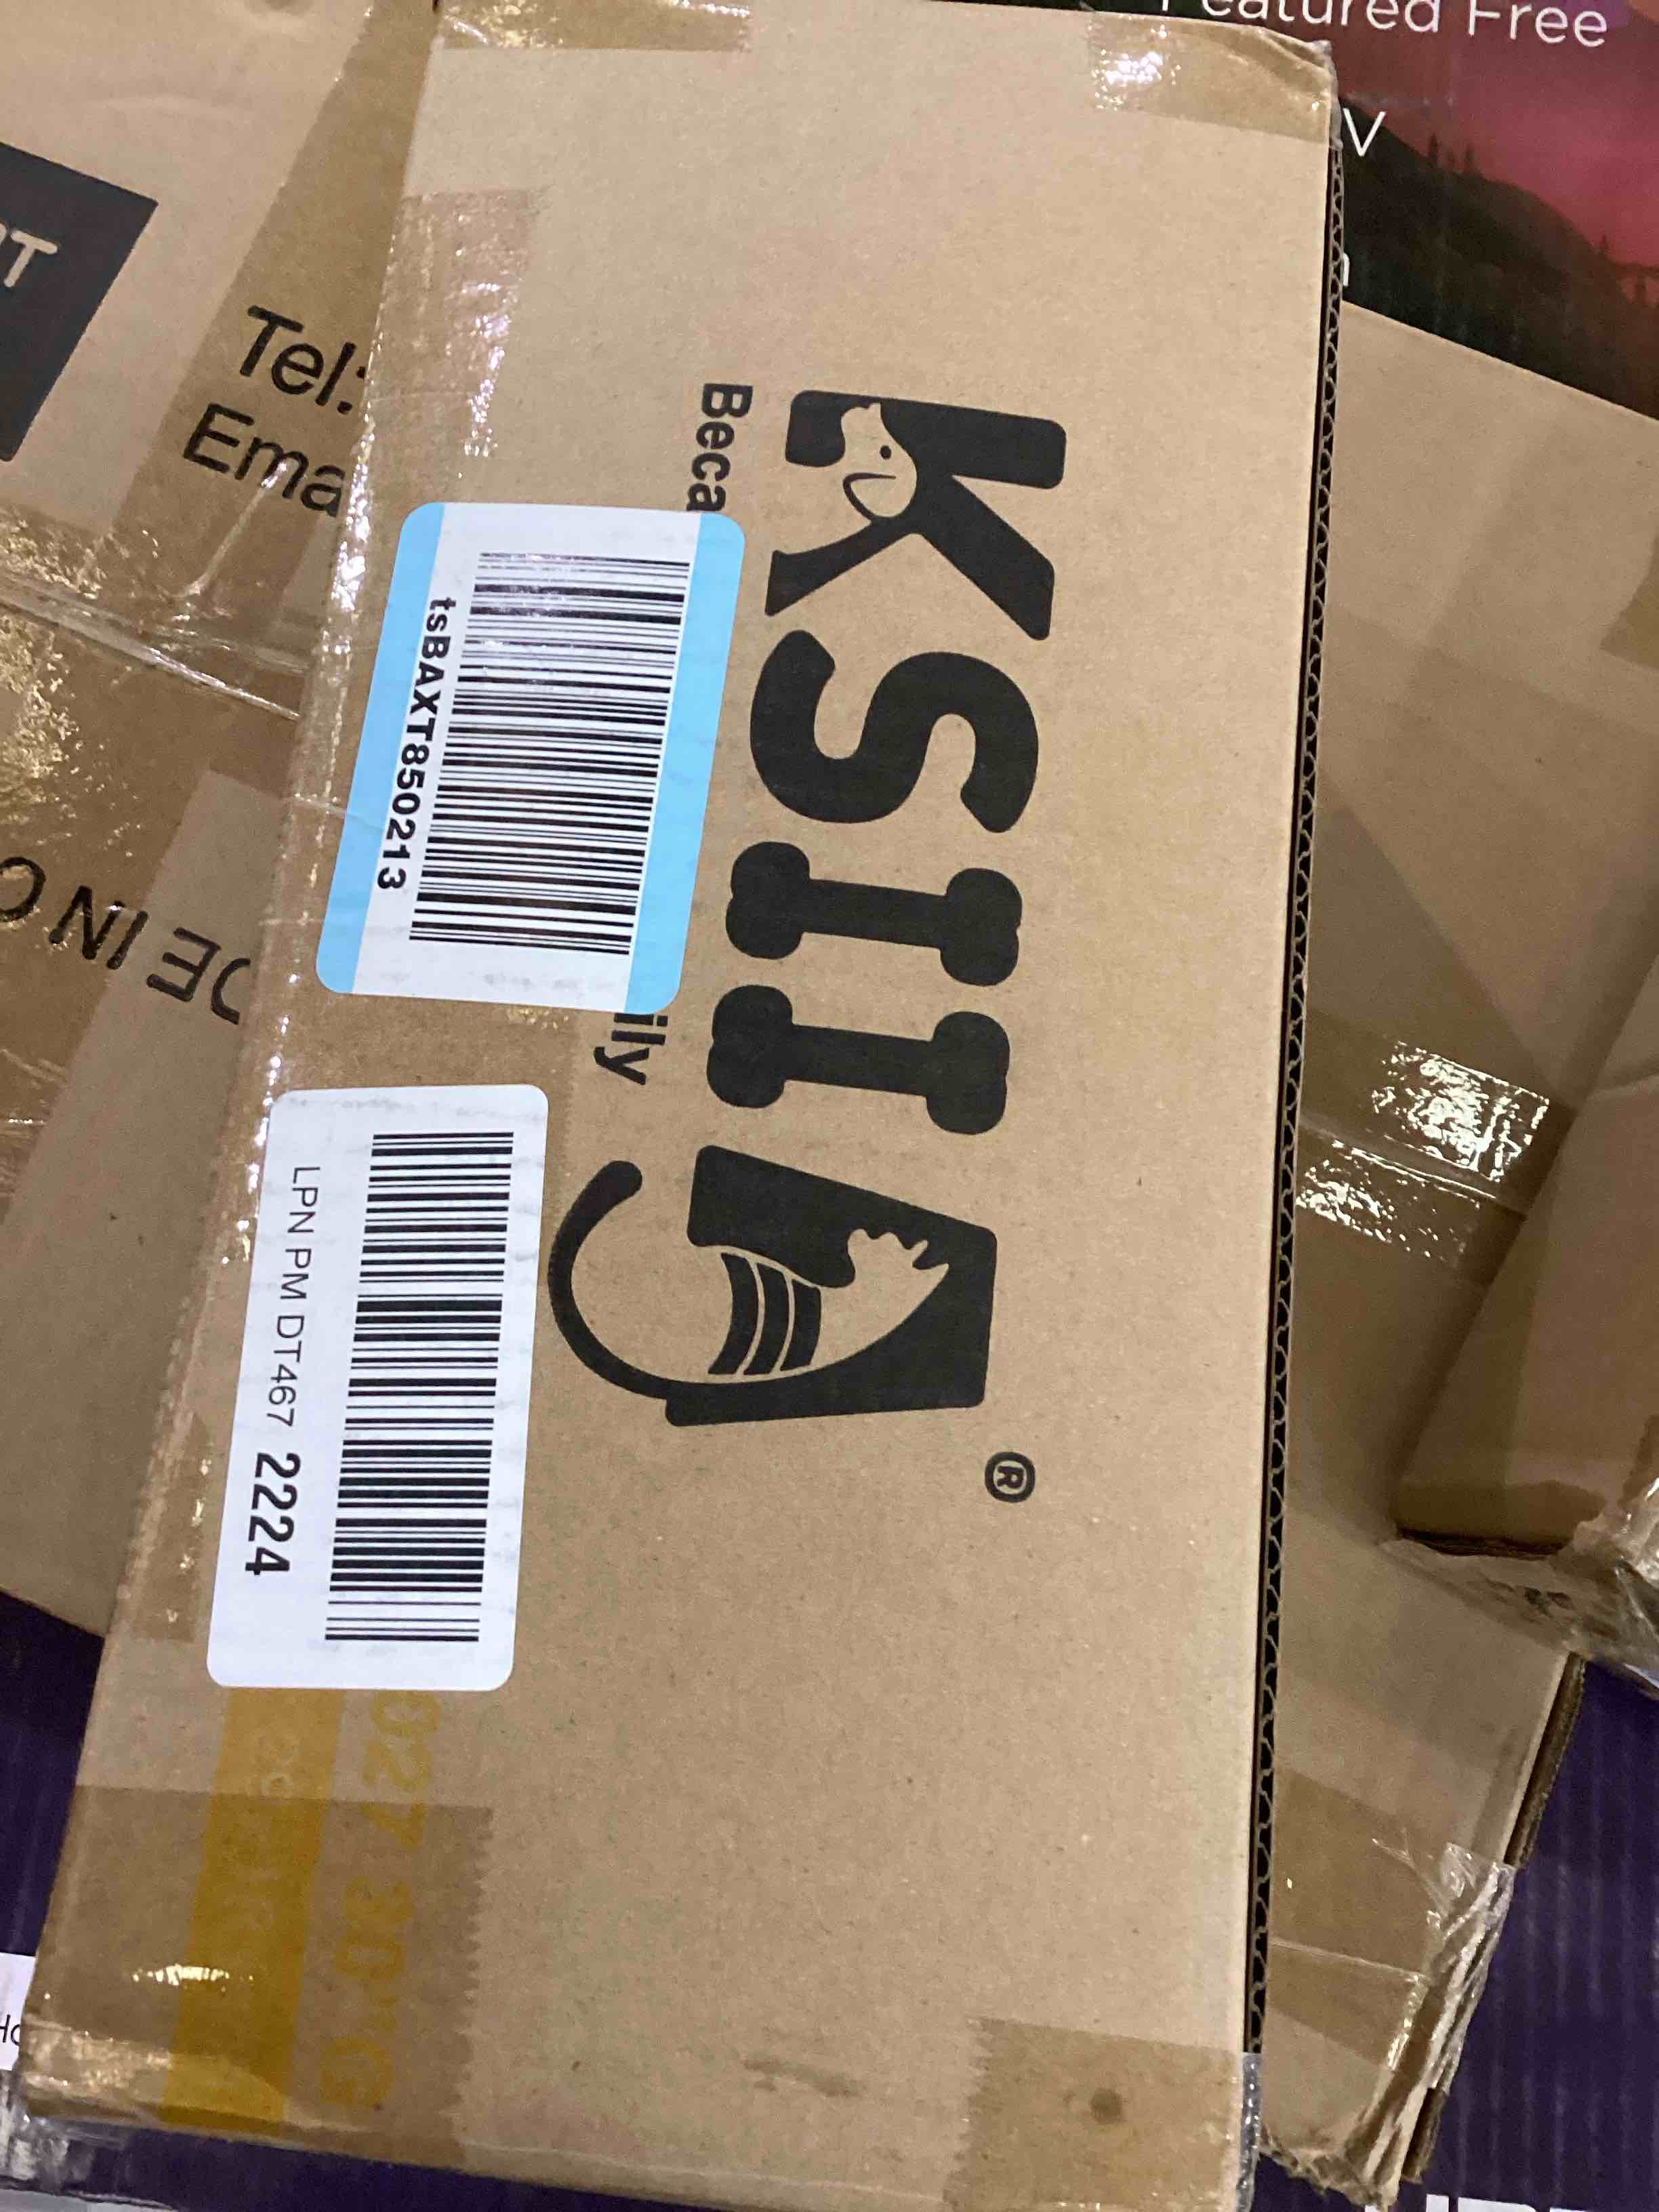 KSIIA®
Beca
ily
tsBAXT850213
LPN PM DT467 2224
Tel:
Ema
DE IN C
Featured Free